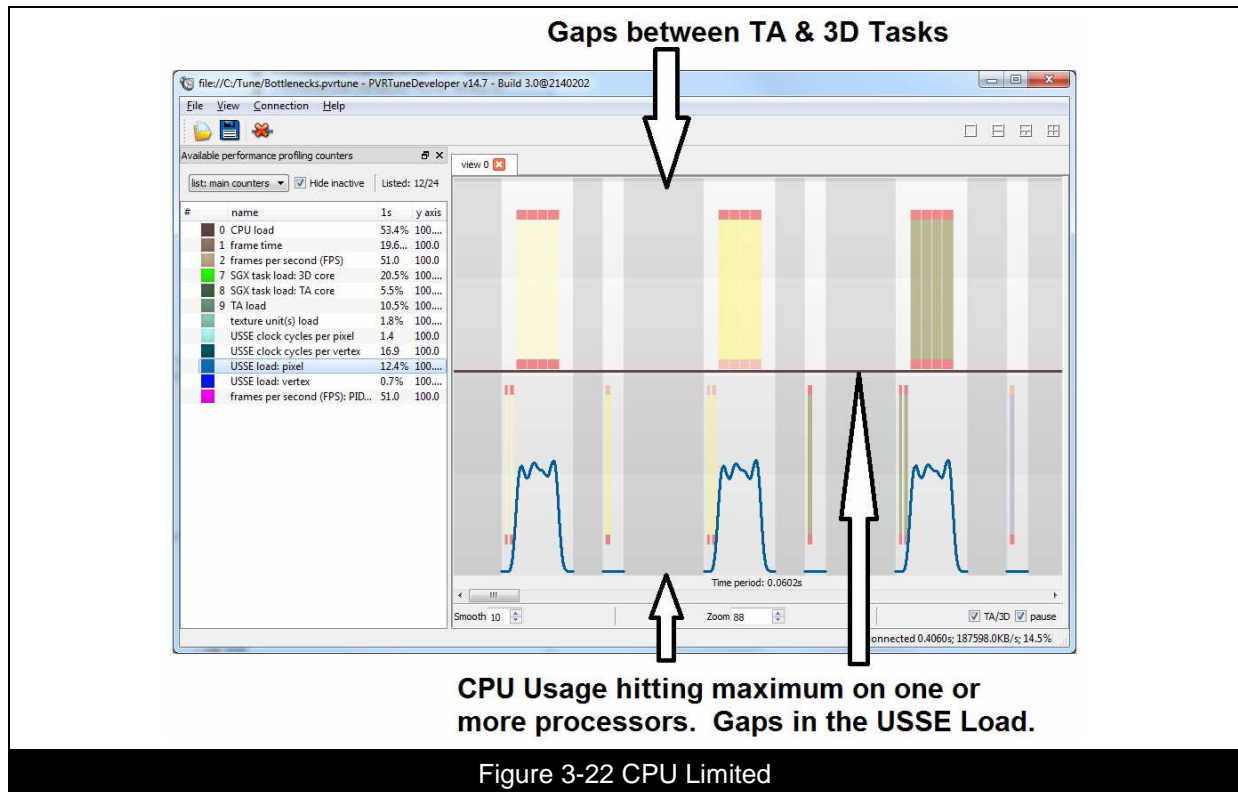 Gaps between TA & 3D Tasks
file://C:/Tune/Bottlenecks.pvrtune - PVRTuneDeveloper v14.7 - Build 3.0@2140202
File View Connection Help
Available performance profiling counters
view 0
list: main counters Hide inactive Listed: 12/24
# name 1s y axis
0 CPU load 53.4% 100....
1 frame time 19.6... 100.0
2 frames per second (FPS) 51.0 100.0
7 SGX task load: 3D core 20.5% 100....
8 SGX task load: TA core 5.5% 100....
9 TA load 10.5% 100....
texture unit(s) load 1.8% 100....
USSE clock cycles per pixel 1.4 100.0
USSE clock cycles per vertex 16.9 100.0
USSE load: pixel 12.4% 100....
USSE load: vertex 0.7% 100....
frames per second (FPS): PID... 51.0 100.0
Time period: 0.0602s
Smooth 10 Zoom 88 TA/3D pause
onnected 0.4060s; 187598.0KB/s; 14.5%
CPU Usage hitting maximum on one or
more processors. Gaps in the USSE Load.
Figure 3-22 CPU Limited